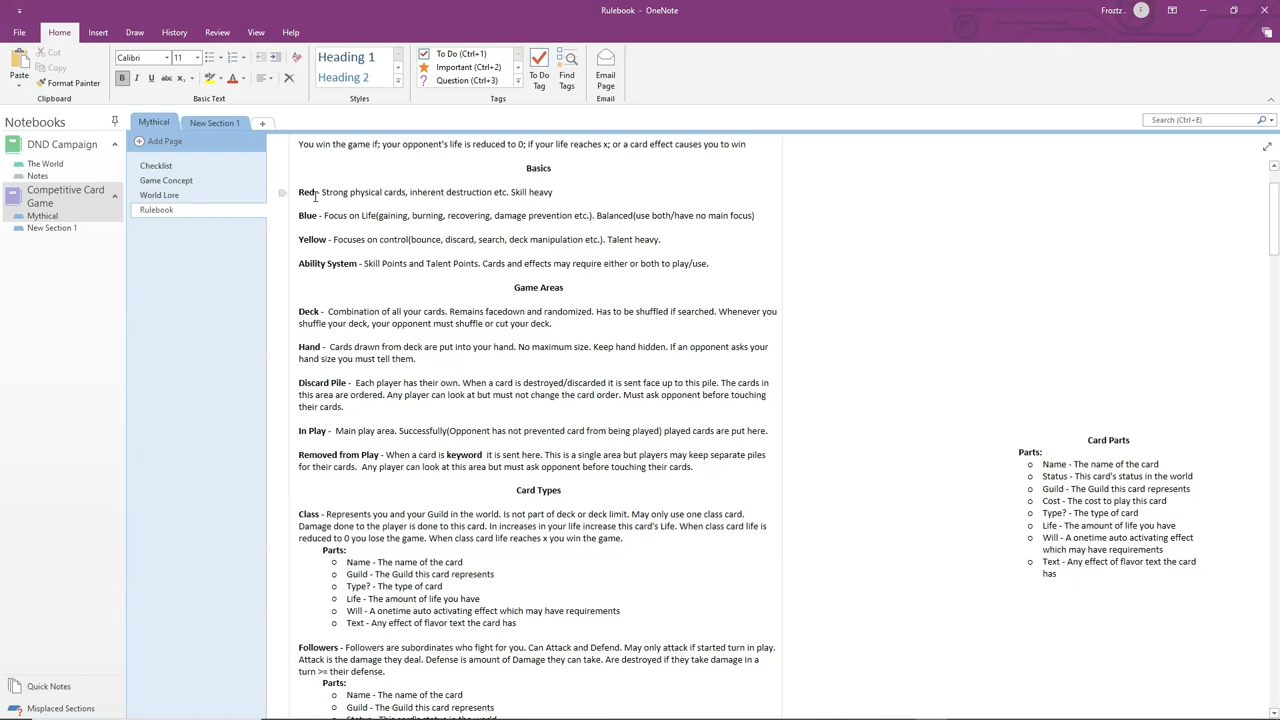 Rulebook - OneNote
Froztz
F
File
Home
Insert
Draw
History
Review
View
Help
Paste
Cut
Copy
Format Painter
Clipboard
Calibri
11
B
I
U
abc
x₂
A
Basic Text
Heading 1
Heading 2
Styles
To Do (Ctrl+1)
Important (Ctrl+2)
? Question (Ctrl+3)
To Do
Tag
Find
Tags
Tags
Email
Page
Email
Notebooks
Mythical
New Section 1
Search (Ctrl+E)
DND Campaign
The World
Notes
Competitive Card
Game
Mythical
New Section 1
Quick Notes
Misplaced Sections
Add Page
Checklist
Game Concept
World Lore
Rulebook
You win the game if; your opponent's life is reduced to 0; if your life reaches x; or a card effect causes you to win
Basics
Red- Strong physical cards, inherent destruction etc. Skill heavy
Blue - Focus on Life(gaining, burning, recovering, damage prevention etc.). Balanced(use both/have no main focus)
Yellow - Focuses on control(bounce, discard, search, deck manipulation etc.). Talent heavy.
Ability System - Skill Points and Talent Points. Cards and effects may require either or both to play/use.
Game Areas
Deck - Combination of all your cards. Remains facedown and randomized. Has to be shuffled if searched. Whenever you
shuffle your deck, your opponent must shuffle or cut your deck.
Hand - Cards drawn from deck are put into your hand. No maximum size. Keep hand hidden. If an opponent asks your
hand size you must tell them.
Discard Pile - Each player has their own. When a card is destroyed/discarded it is sent face up to this pile. The cards in
this area are ordered. Any player can look at but must not change the card order. Must ask opponent before touching
their cards.
In Play - Main play area. Successfully(Opponent has not prevented card from being played) played cards are put here.
Removed from Play - When a card is keyword it is sent here. This is a single area but players may keep separate piles
for their cards. Any player can look at this area but must ask opponent before touching their cards.
Card Types
Class - Represents you and your Guild in the world. Is not part of deck or deck limit. May only use one class card.
Damage done to the player is done to this card. In increases in your life increase this card's Life. When class card life is
reduced to 0 you lose the game. When class card life reaches x you win the game.
Parts:
o Name - The name of the card
o Guild - The Guild this card represents
o Type? - The type of card
o Life - The amount of life you have
o Will - A onetime auto activating effect which may have requirements
o Text - Any effect of flavor text the card has
Followers - Followers are subordinates who fight for you. Can Attack and Defend. May only attack if started turn in play.
Attack is the damage they deal. Defense is amount of Damage they can take. Are destroyed if they take damage in a
turn >= their defense.
Parts:
o Name - The name of the card
o Guild - The Guild this card represents
o Status - This card's status in the world
Card Parts
Parts:
o Name - The name of the card
o Status - This card's status in the world
o Guild - The Guild this card represents
o Cost - The cost to play this card
o Type? - The type of card
o Life - The amount of life you have
o Will - A onetime auto activating effect
which may have requirements
o Text - Any effect of flavor text the card
has